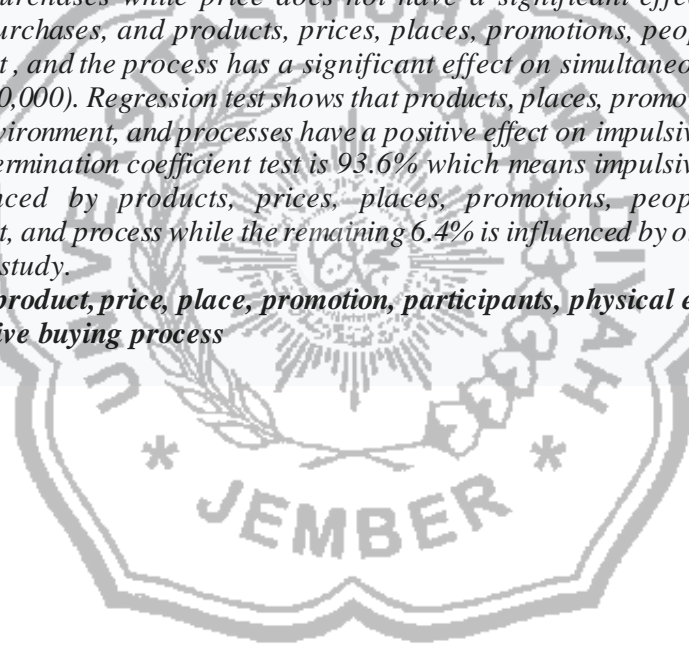 urchases while price does not have a significant effec
urchases, and products, prices, places, promotions, peop
t , and the process has a significant effect on simultaneo
0,000). Regression test shows that products, places, promo
vironment, and processes have a positive effect on impulsiv
ermination coefficient test is 93.6% which means impulsiv
nced by products, prices, places, promotions, peop
t, and process while the remaining 6.4% is influenced by o
study.
product, price, place, promotion, participants, physical e
ive buying process
JEMBER